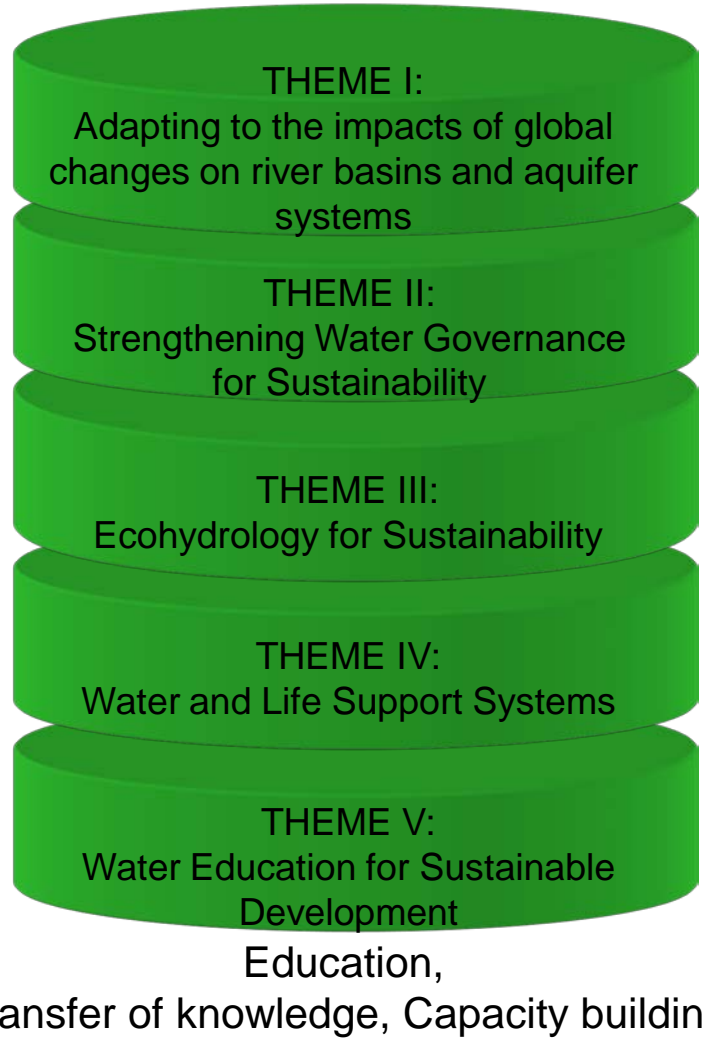 THEME I:
Adapting to the impacts of global
changes on river basins and aquifer
systems
THEME II:
Strengthening Water Governance
for Sustainability
THEME III:
Ecohydrology for Sustainability
THEME IV:
Water and Life Support Systems
THEME V:
Water Education for Sustainable
Development
Education,
ansfer of knowledge, Capacity buildin